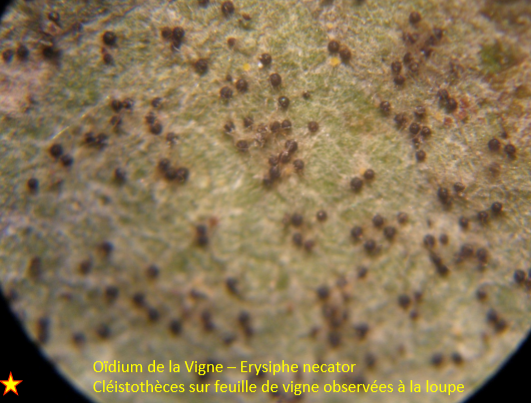 Oïdium de la Vigne – Erysiphe necator
Cléistothèces sur feuille de vigne observées à la loupe